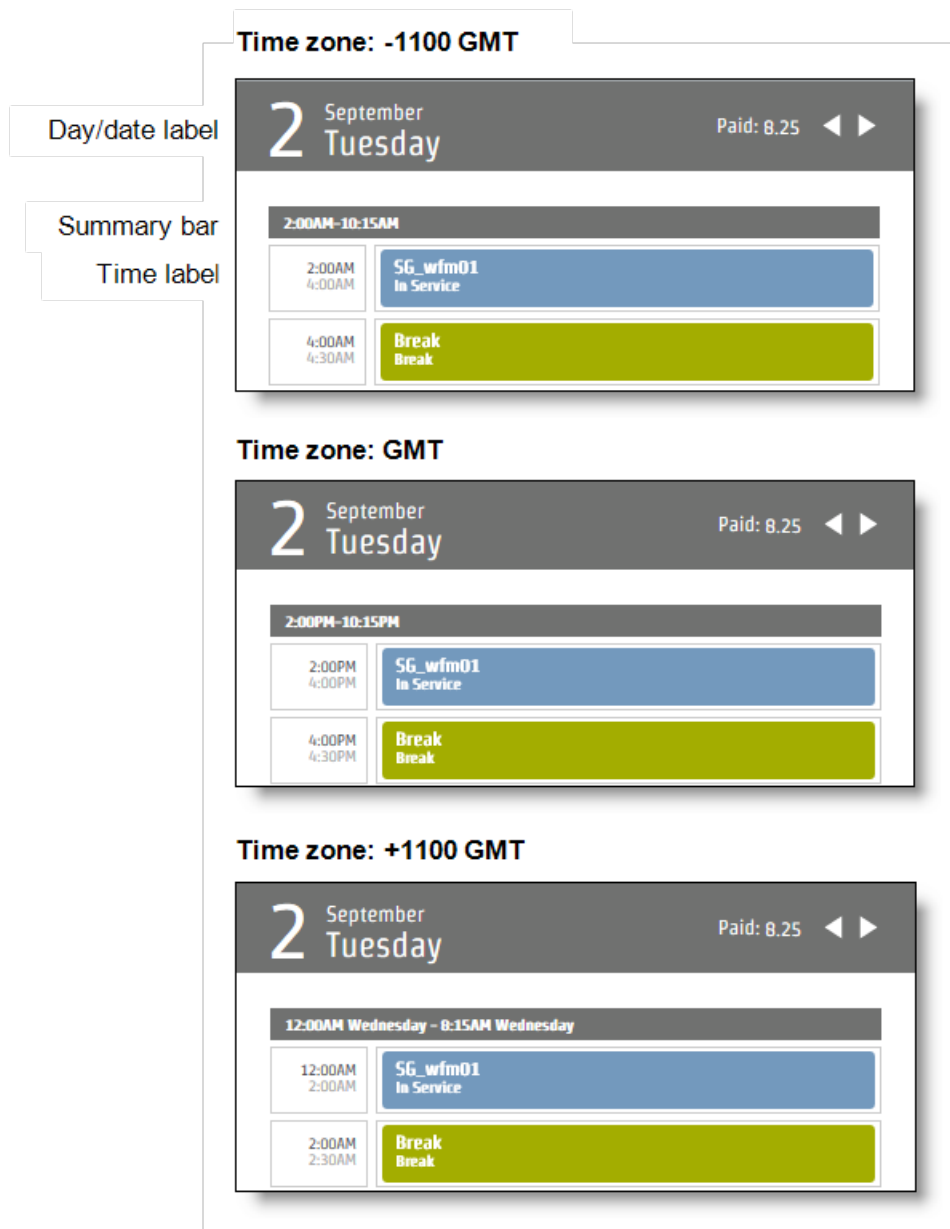 Time zone: -1100 GMT
Day/date label
2
September
Tuesday
Paid: 8.25
Summary bar
2:00AM-10:15AM
Time label
2:00AM
4:00AM
SG_wfm01
In Service
4:00AM
4:30AM
Break
Break
Time zone: GMT
2
September
Tuesday
Paid: 8.25
2:00PM-10:15PM
2:00PM
4:00PM
SG_wfm01
In Service
4:00PM
4:30PM
Break
Break
Time zone: +1100 GMT
2
September
Tuesday
Paid: 8.25
12:00AM Wednesday - 8:15AM Wednesday
12:00AM
2:00AM
SG_wfm01
In Service
2:00AM
2:30AM
Break
Break